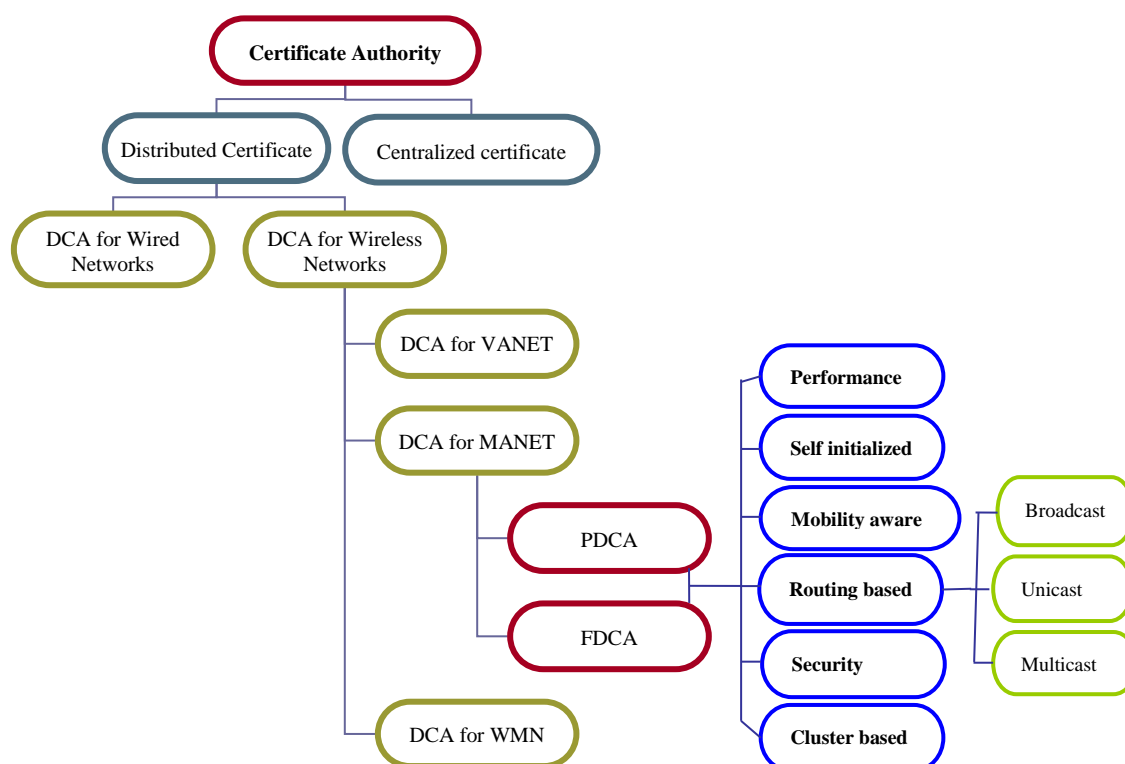 Certificate Authority
Distributed Certificate
Centralized certificate
DCA for Wired
Networks
DCA for Wireless
Networks
DCA for VANET
DCA for MANET
PDCA
FDCA
DCA for WMN
Performance
Self initialized
Mobility aware
Routing based
Security
Cluster based
Broadcast
Unicast
Multicast